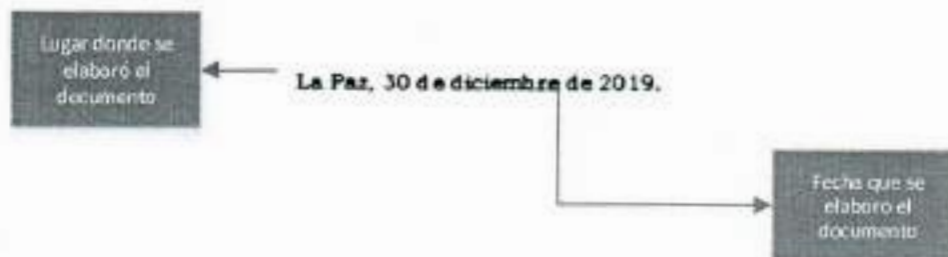 Lugar donde se
elaboró el
documento
La Paz, 30 de diciembre de 2019.
Fecha que se
elaboro el
documento